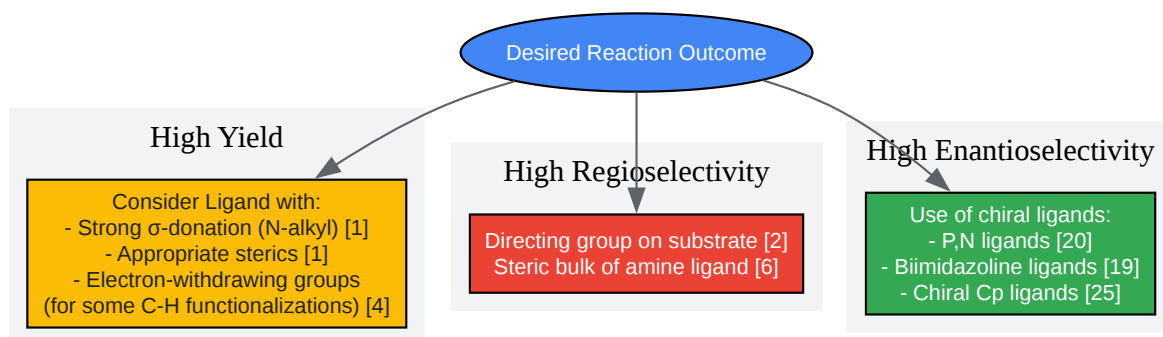 Desired Reaction Outcome
High Yield
Consider Ligand with:
- Strong σ-donation (N-alkyl) [1]
- Appropriate sterics [1]
- Electron-withdrawing groups
(for some C-H functionalizations) [4]
High Regioselectivity
Directing group on substrate [2]
Steric bulk of amine ligand [6]
High Enantioselectivity
Use of chiral ligands:
- P,N ligands [20]
- Biimidazoline ligands [19]
- Chiral Cp ligands [25]